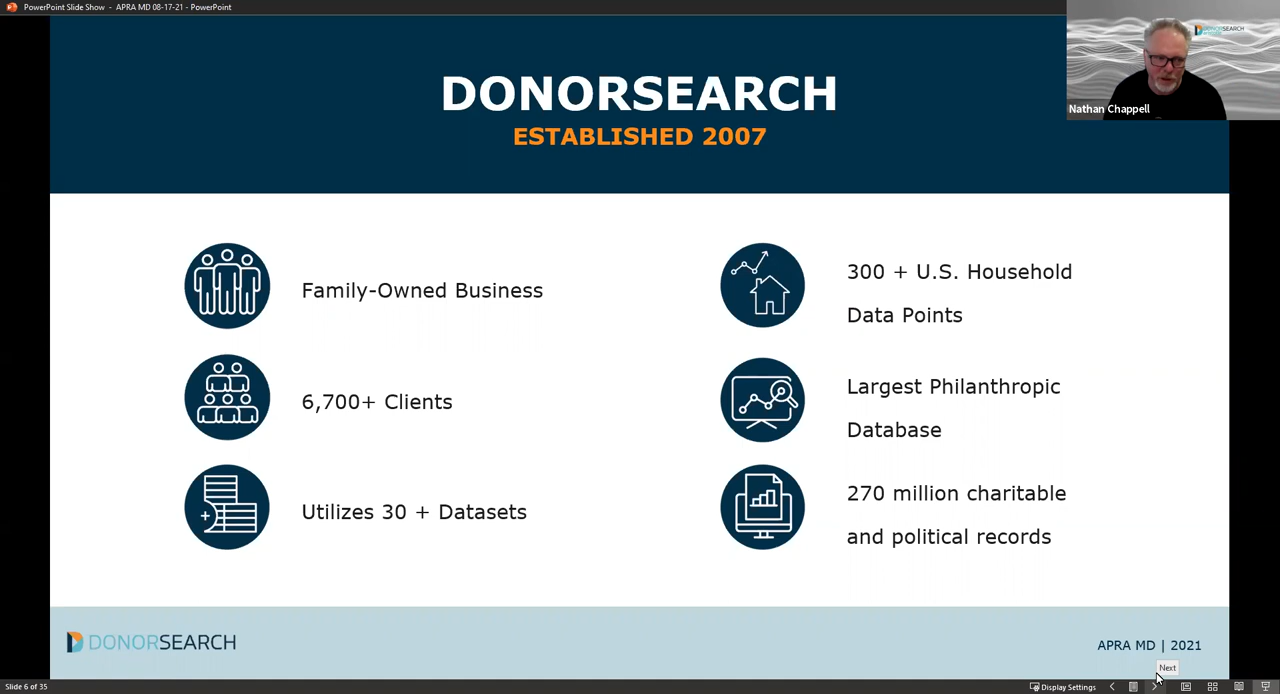 PowerPoint Slide Show - APRA MD 08-17-21 - PowerPoint
DONORSEARCH
Nathan Chappell
DONORSEARCH
ESTABLISHED 2007
Family-Owned Business
6,700+ Clients
Utilizes 30 + Datasets
300 + U.S. Household
Data Points
Largest Philanthropic
Database
270 million charitable
and political records
DONORSEARCH
APRA MD | 2021
Next
Slide 6 of 35
Display Settings